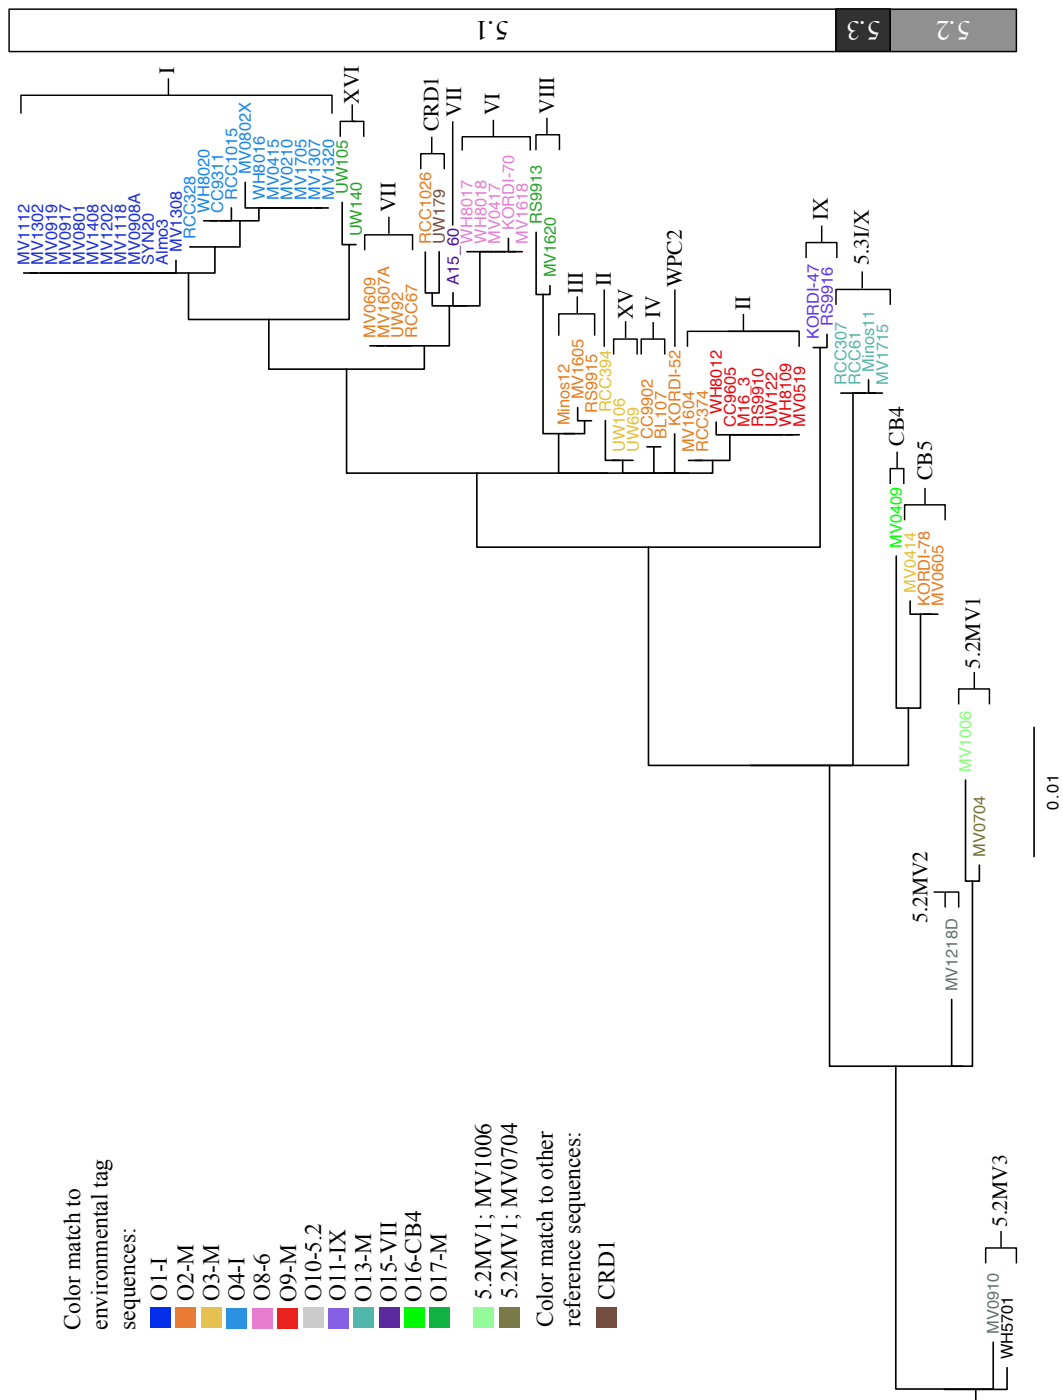 5.1
5.3
5.2
I
XVI
VII
CRD1
VII
VI
VIII
III
II
XV
IV
WPC2
II
IX
5.3I/X
CB4
CB5
5.2MV1
5.2MV2
5.2MV3
MV1112
MV1302
MV0919
MV0917
MV0801
MV1408
MV1202
MV1118
MV0908A
SYN20
Almo3
MV1308
RCC328
WH8020
CC9311
RCC1015
MV0802X
WH8016
MV0415
MV0210
MV1705
MV1307
MV1320
UW105
UW140
MV0609
MV1607A
UW92
RCC67
RCC1026
UW179
A15_60
WH8017
WH8018
MV0417
KORDI-70
MV1618
RS9913
MV1620
Minos12
MV1605
RS9915
RCC394
UW106
UW69
CC9902
BL107
KORDI-52
MV1604
RCC374
WH8012
CC9605
M16_3
RS9910
UW122
WH8109
MV0519
KORDI-47
RS9916
RCC307
RCC61
Minos11
MV1715
MV0409
MV0414
KORDI-78
MV0605
MV1218D
MV1006
MV0704
MV0910
WH5701
0.01
Color match to
environmental tag
sequences:
O1-I
O2-M
O3-M
O4-I
O8-6
O9-M
O10-5.2
O11-IX
O13-M
O15-VII
O16-CB4
O17-M
5.2MV1; MV1006
5.2MV1; MV0704
Color match to other
reference sequences:
CRD1